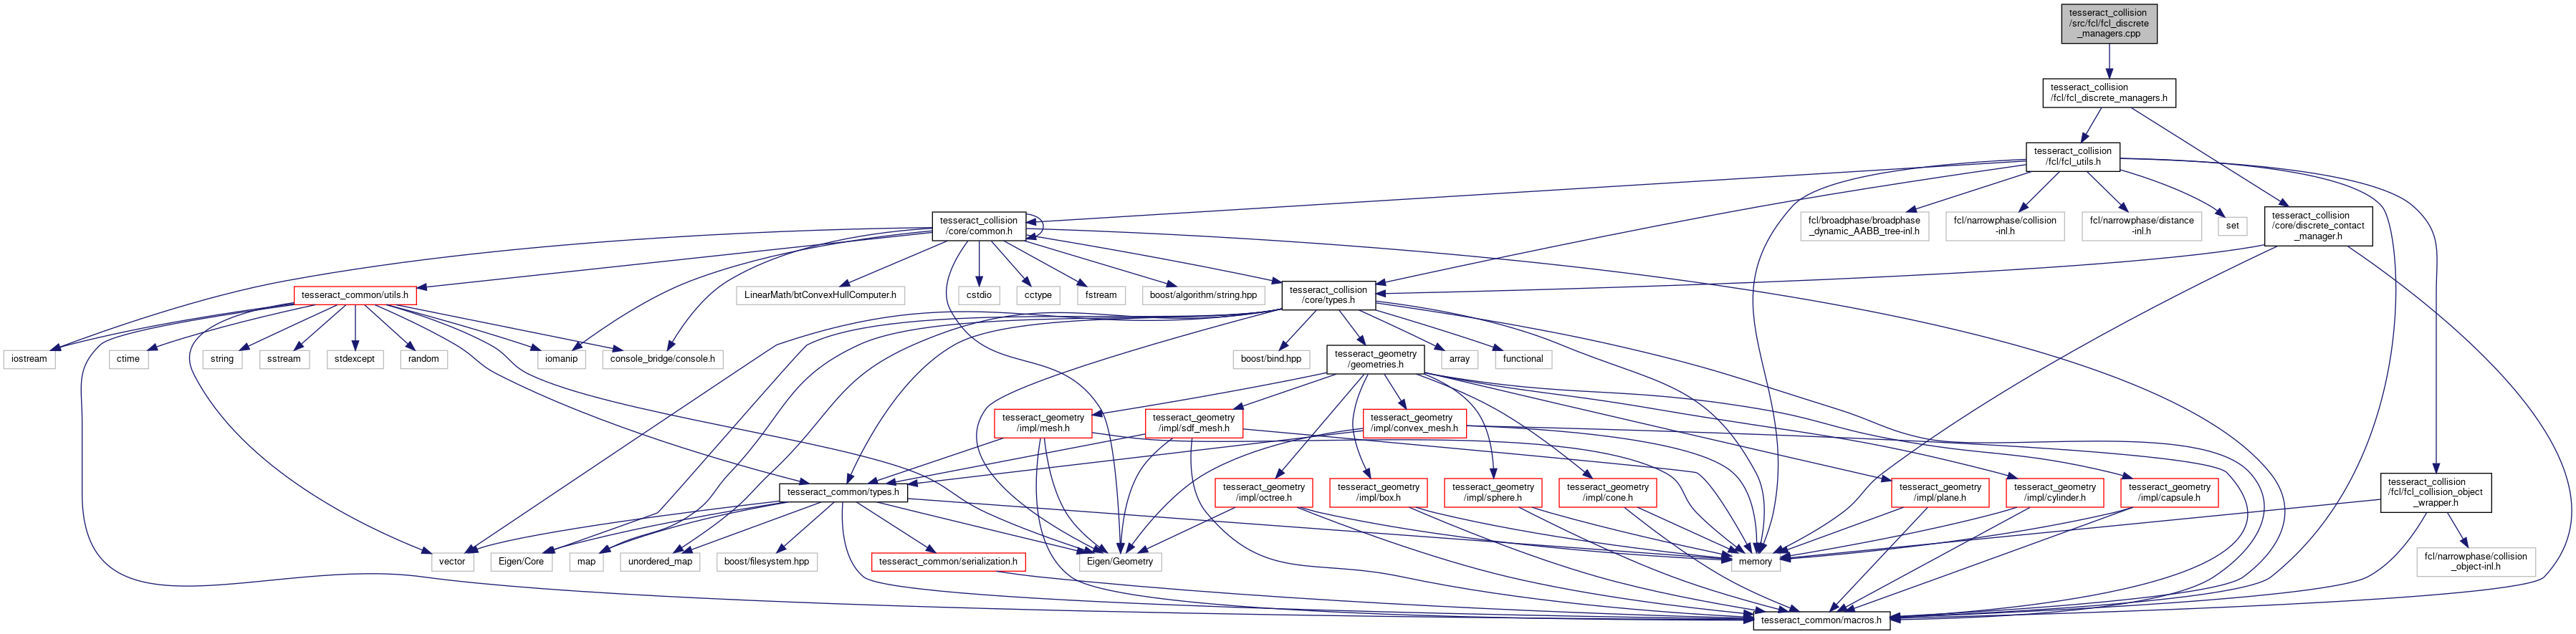 tesseract_collision
/src/fcl/fcl_discrete
_managers.cpp
tesseract_collision
/fcl/fcl_discrete_managers.h
tesseract_collision
/fcl/fcl_utils.h
tesseract_collision
/core/common.h
fcl/broadphase/broadphase
_dynamic_AABB_tree-inl.h
fcl/narrowphase/collision
-inl.h
fcl/narrowphase/distance
-inl.h
set
tesseract_collision
/core/discrete_contact
_manager.h
tesseract_common/utils.h
LinearMath/btConvexHullComputer.h
cstdio
cctype
fstream
boost/algorithm/string.hpp
tesseract_collision
/core/types.h
iostream
ctime
string
sstream
stdexcept
random
iomanip
console_bridge/console.h
boost/bind.hpp
tesseract_geometry
/geometries.h
array
functional
tesseract_geometry
/impl/mesh.h
tesseract_geometry
/impl/sdf_mesh.h
tesseract_geometry
/impl/convex_mesh.h
tesseract_common/types.h
tesseract_geometry
/impl/octree.h
tesseract_geometry
/impl/box.h
tesseract_geometry
/impl/sphere.h
tesseract_geometry
/impl/cone.h
tesseract_geometry
/impl/plane.h
tesseract_geometry
/impl/cylinder.h
tesseract_geometry
/impl/capsule.h
tesseract_collision
/fcl/fcl_collision_object
_wrapper.h
vector
Eigen/Core
map
unordered_map
boost/filesystem.hpp
tesseract_common/serialization.h
Eigen/Geometry
memory
fcl/narrowphase/collision
_object-inl.h
tesseract_common/macros.h